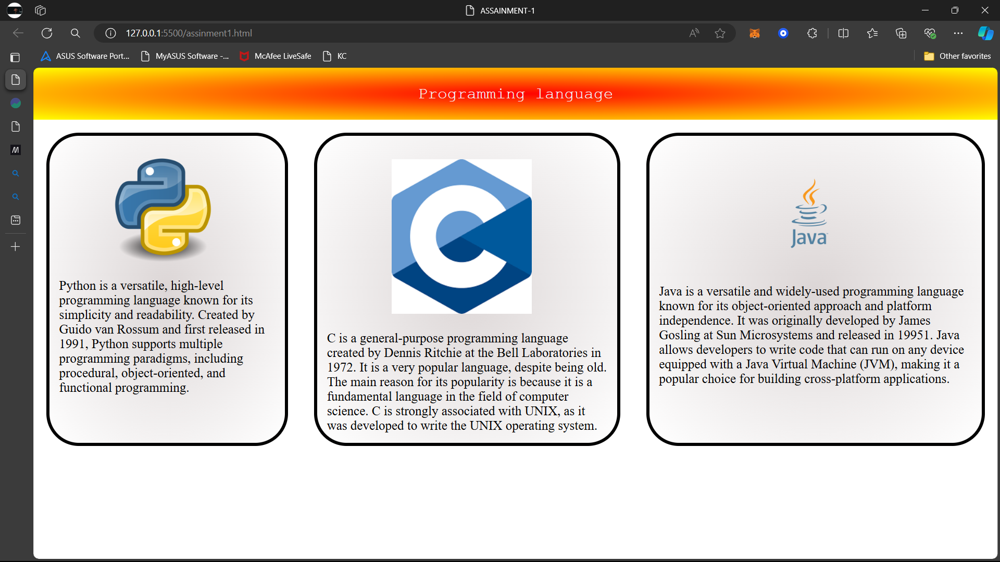 ASSAINMENT-1
127.0.0.1:5500/assinment1.html
ASUS Software Port...
MyASUS Software -...
McAfee LiveSafe
KC
Other favorites
Programming language
Python is a versatile, high-level
programming language known for its
simplicity and readability. Created by
Guido van Rossum and first released in
1991, Python supports multiple
programming paradigms, including
procedural, object-oriented, and
functional programming.
C
C is a general-purpose programming language
created by Dennis Ritchie at the Bell Laboratories in
1972. It is a very popular language, despite being old.
The main reason for its popularity is because it is a
fundamental language in the field of computer
science. C is strongly associated with UNIX, as it
was developed to write the UNIX operating system.
Java
Java is a versatile and widely-used programming language
known for its object-oriented approach and platform
independence. It was originally developed by James
Gosling at Sun Microsystems and released in 19951. Java
allows developers to write code that can run on any device
equipped with a Java Virtual Machine (JVM), making it a
popular choice for building cross-platform applications.